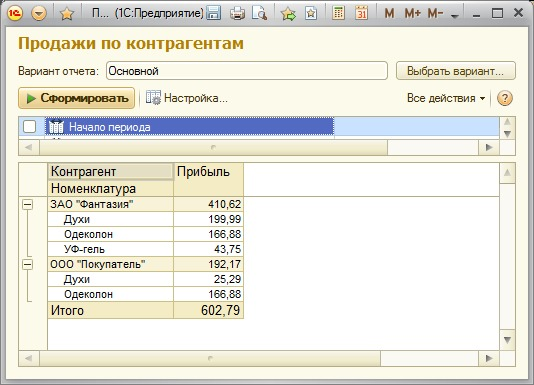 П... (1С:Предприятие)
M M+ M-
Продажи по контрагентам
Вариант отчета: Основной Выбрать вариант...
Сформировать Настройка... Все действия
Начало периода
Контрагент Прибыль
Номенклатура
ЗАО "Фантазия" 410,62
Духи 199,99
Одеколон 166,88
УФ-гель 43,75
ООО "Покупатель" 192,17
Духи 25,29
Одеколон 166,88
Итого 602,79